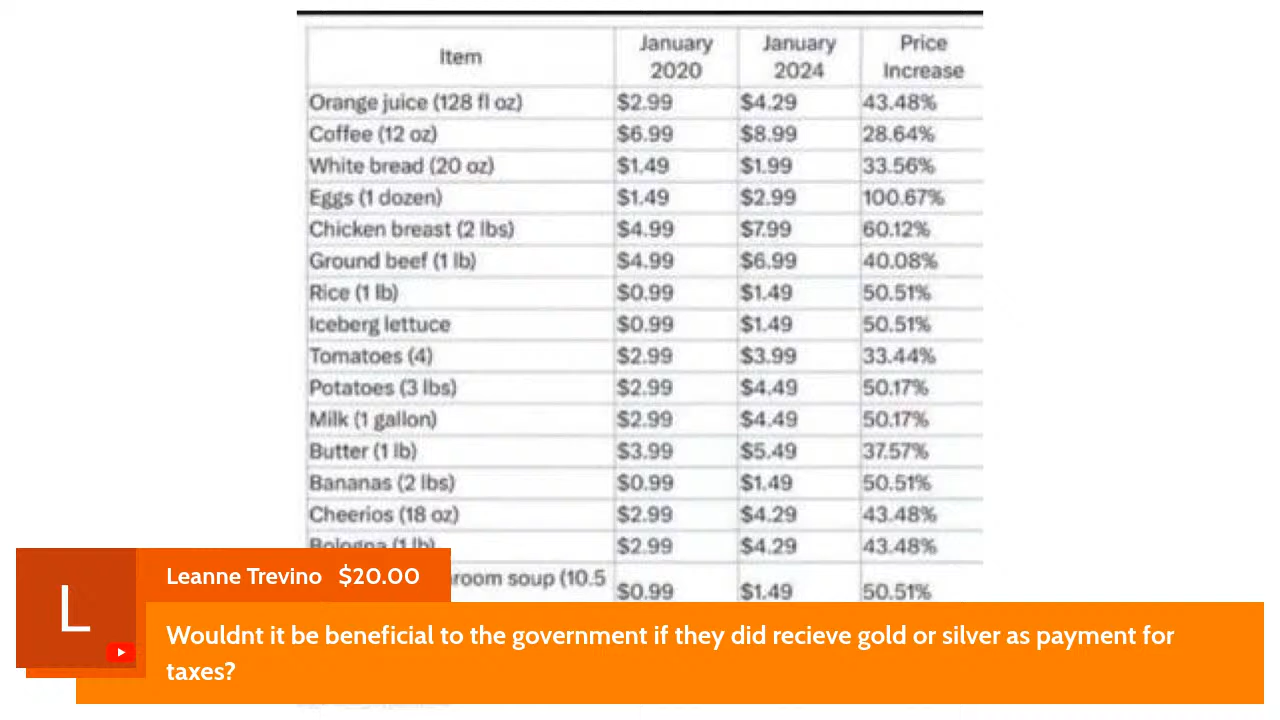 Item January 2020 January 2024 Price Increase
Orange juice (128 fl oz) $2.99 $4.29 43.48%
Coffee (12 oz) $6.99 $8.99 28.64%
White bread (20 oz) $1.49 $1.99 33.56%
Eggs (1 dozen) $1.49 $2.99 100.67%
Chicken breast (2 lbs) $4.99 $7.99 60.12%
Ground beef (1 lb) $4.99 $6.99 40.08%
Rice (1 lb) $0.99 $1.49 50.51%
Iceberg lettuce $0.99 $1.49 50.51%
Tomatoes (4) $2.99 $3.99 33.44%
Potatoes (3 lbs) $2.99 $4.49 50.17%
Milk (1 gallon) $2.99 $4.49 50.17%
Butter (1 lb) $3.99 $5.49 37.57%
Bananas (2 lbs) $0.99 $1.49 50.51%
Cheerios (18 oz) $2.99 $4.29 43.48%
Bologna (1 lb) $2.99 $4.29 43.48%
room soup (10.5 $0.99 $1.49 50.51%
L
Leanne Trevino $20.00
Wouldnt it be beneficial to the government if they did recieve gold or silver as payment for
taxes?